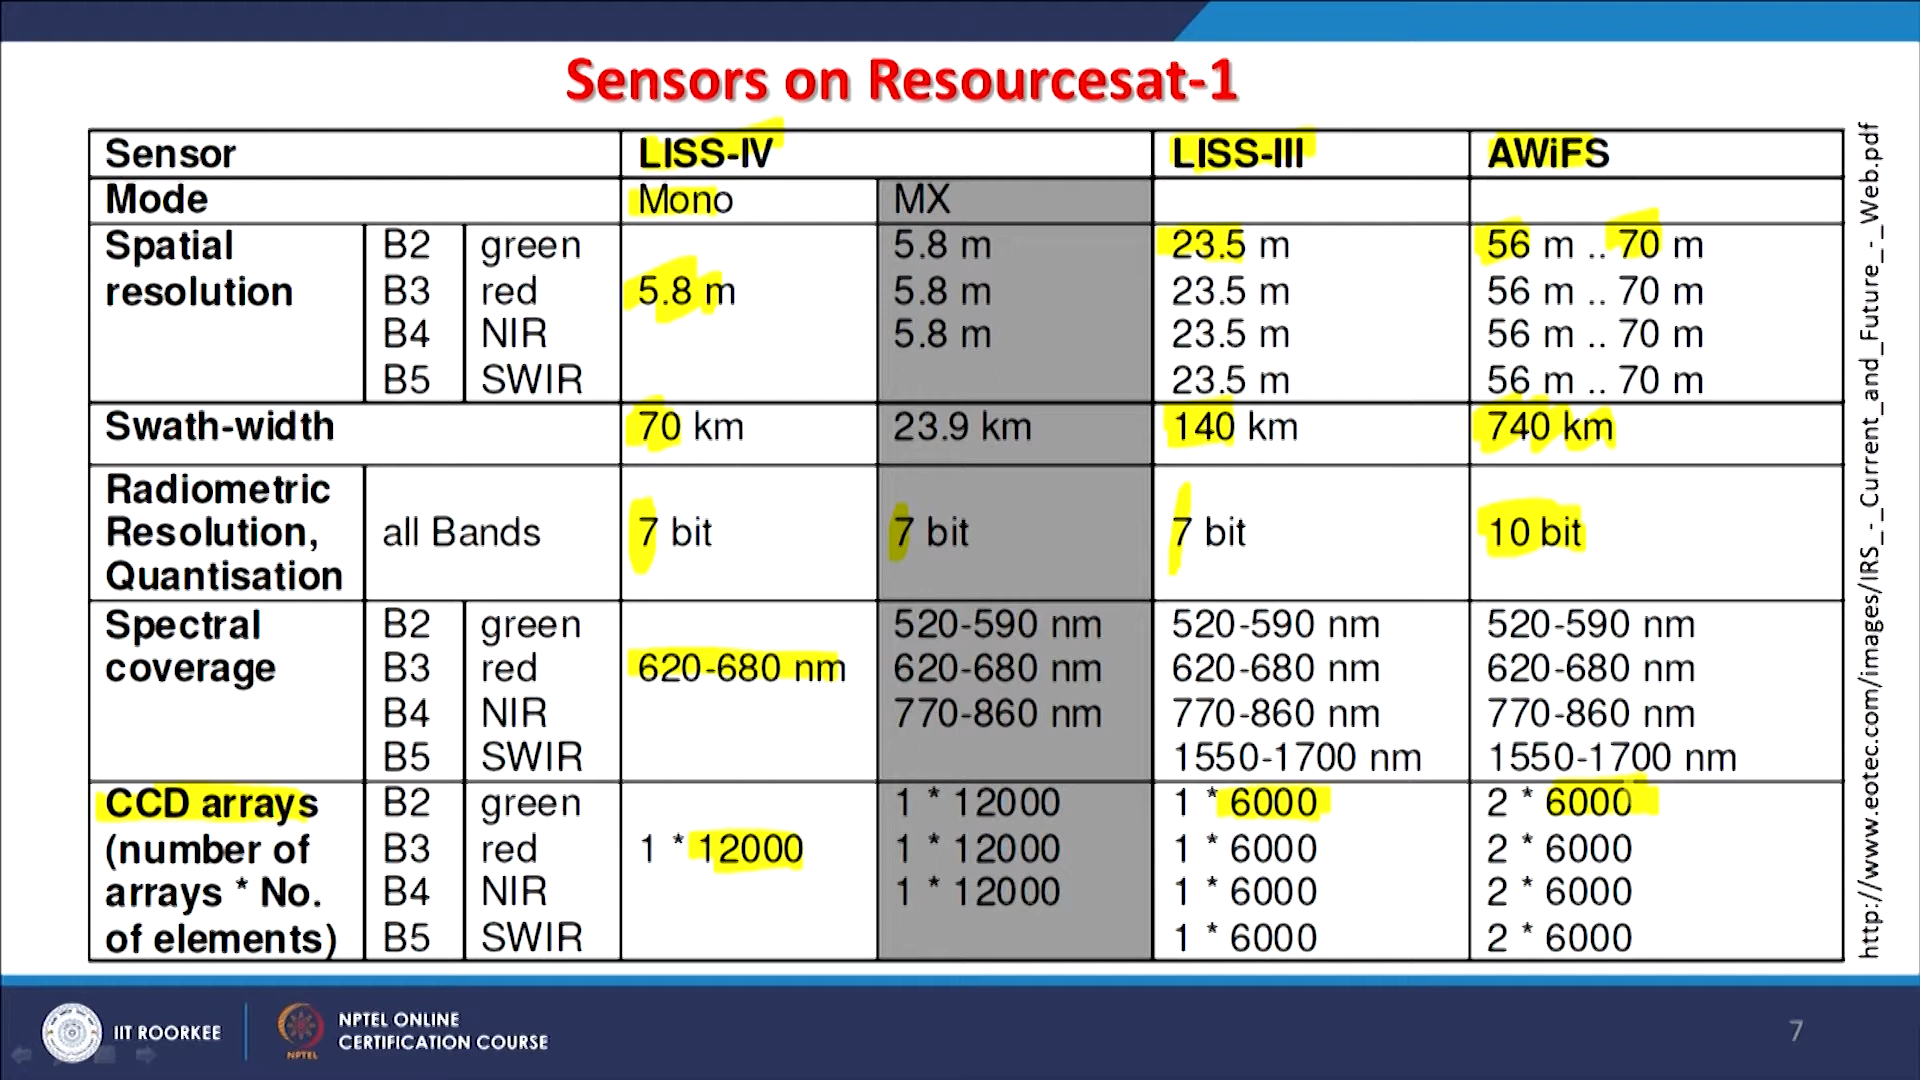 Sensors on Resourcesat-1
Sensor LISS-IV LISS-III AWiFS
Mode Mono MX
Spatial resolution B2 green 5.8 m 23.5 m 56 m .. 70 m
B3 red 5.8 m 5.8 m 23.5 m 56 m .. 70 m
B4 NIR 5.8 m 23.5 m 56 m .. 70 m
B5 SWIR 23.5 m 56 m .. 70 m
Swath-width 70 km 23.9 km 140 km 740 km
Radiometric
Resolution, all Bands 7 bit 7 bit 7 bit 10 bit
Quantisation
Spectral B2 green 520-590 nm 520-590 nm 520-590 nm
coverage B3 red 620-680 nm 620-680 nm 620-680 nm 620-680 nm
B4 NIR 770-860 nm 770-860 nm 770-860 nm
B5 SWIR 1550-1700 nm 1550-1700 nm
CCD arrays B2 green 1 * 12000 1 * 6000 2 * 6000
(number of B3 red 1 * 12000 1 * 12000 1 * 6000 2 * 6000
arrays * No. B4 NIR 1 * 12000 1 * 6000 2 * 6000
of elements) B5 SWIR 1 * 6000 2 * 6000
http://www.eotec.com/images/IRS_-_Current_and_Future_-_Web.pdf
IIT ROORKEE
NPTEL
NPTEL ONLINE
CERTIFICATION COURSE
7